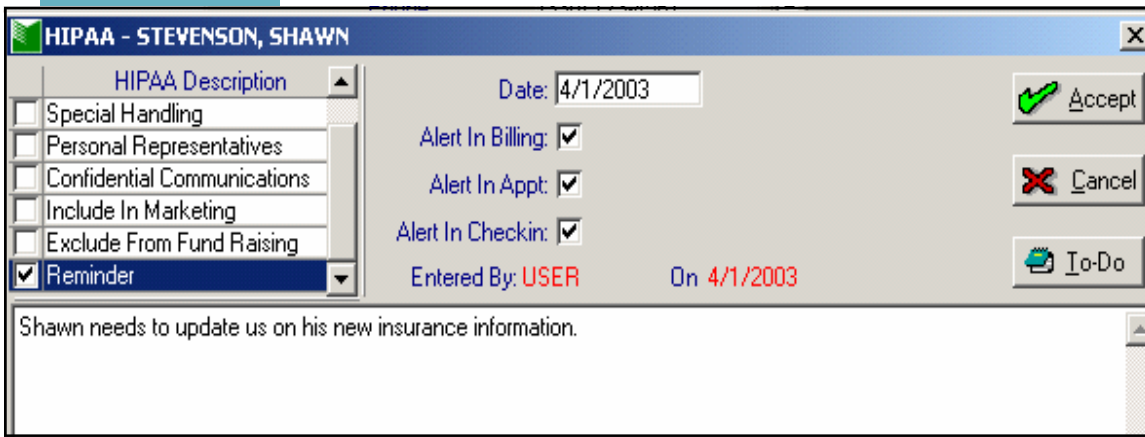 HIPAA - STEVENSON, SHAWN
HIPAA Description
Special Handling
Personal Representatives
Confidential Communications
Include In Marketing
Exclude From Fund Raising
Reminder
Date: 4/1/2003
Alert In Billing:
Alert In Appt:
Alert In Checkin:
Entered By: USER On 4/1/2003
Accept
Cancel
To-Do
Shawn needs to update us on his new insurance information.